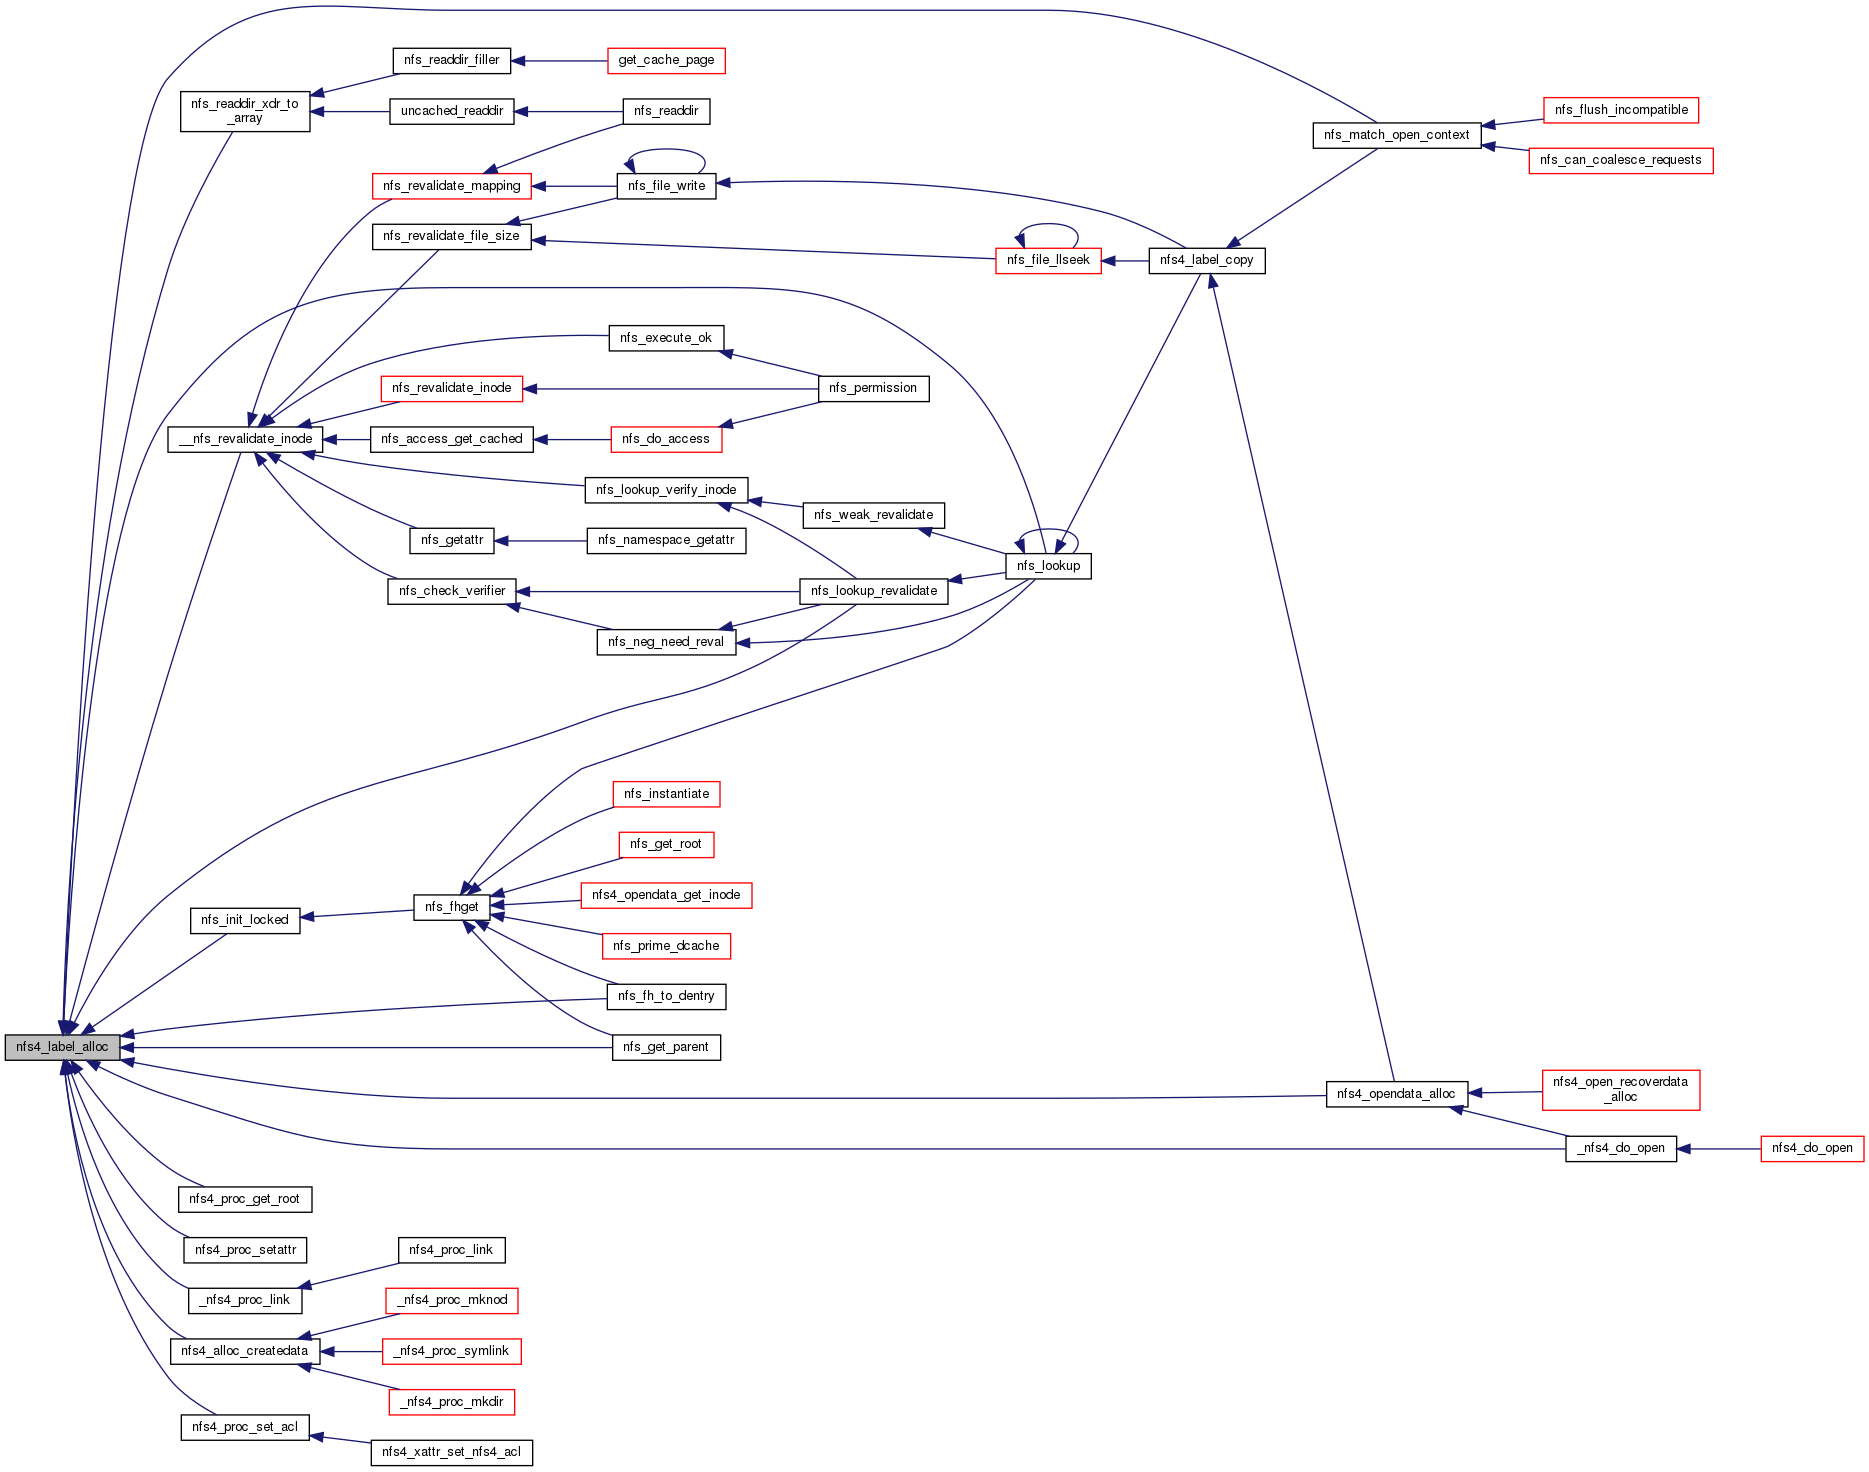 nfs_readdir_filler
get_cache_page
nfs_readdir_xdr_to
_array
uncached_readdir
nfs_readdir
nfs_flush_incompatible
nfs_match_open_context
nfs_can_coalesce_requests
nfs_revalidate_mapping
nfs_file_write
nfs_revalidate_file_size
nfs_file_llseek
nfs4_label_copy
nfs_execute_ok
nfs_revalidate_inode
nfs_permission
__nfs_revalidate_inode
nfs_access_get_cached
nfs_do_access
nfs_lookup_verify_inode
nfs_weak_revalidate
nfs_getattr
nfs_namespace_getattr
nfs_lookup
nfs_check_verifier
nfs_lookup_revalidate
nfs_neg_need_reval
nfs_instantiate
nfs_get_root
nfs4_opendata_get_inode
nfs_fhget
nfs_init_locked
nfs_prime_dcache
nfs_fh_to_dentry
nfs4_label_alloc
nfs_get_parent
nfs4_opendata_alloc
nfs4_open_recoverdata
_alloc
_nfs4_do_open
nfs4_do_open
nfs4_proc_get_root
nfs4_proc_setattr
nfs4_proc_link
_nfs4_proc_link
_nfs4_proc_mknod
nfs4_alloc_createdata
_nfs4_proc_symlink
_nfs4_proc_mkdir
nfs4_proc_set_acl
nfs4_xattr_set_nfs4_acl